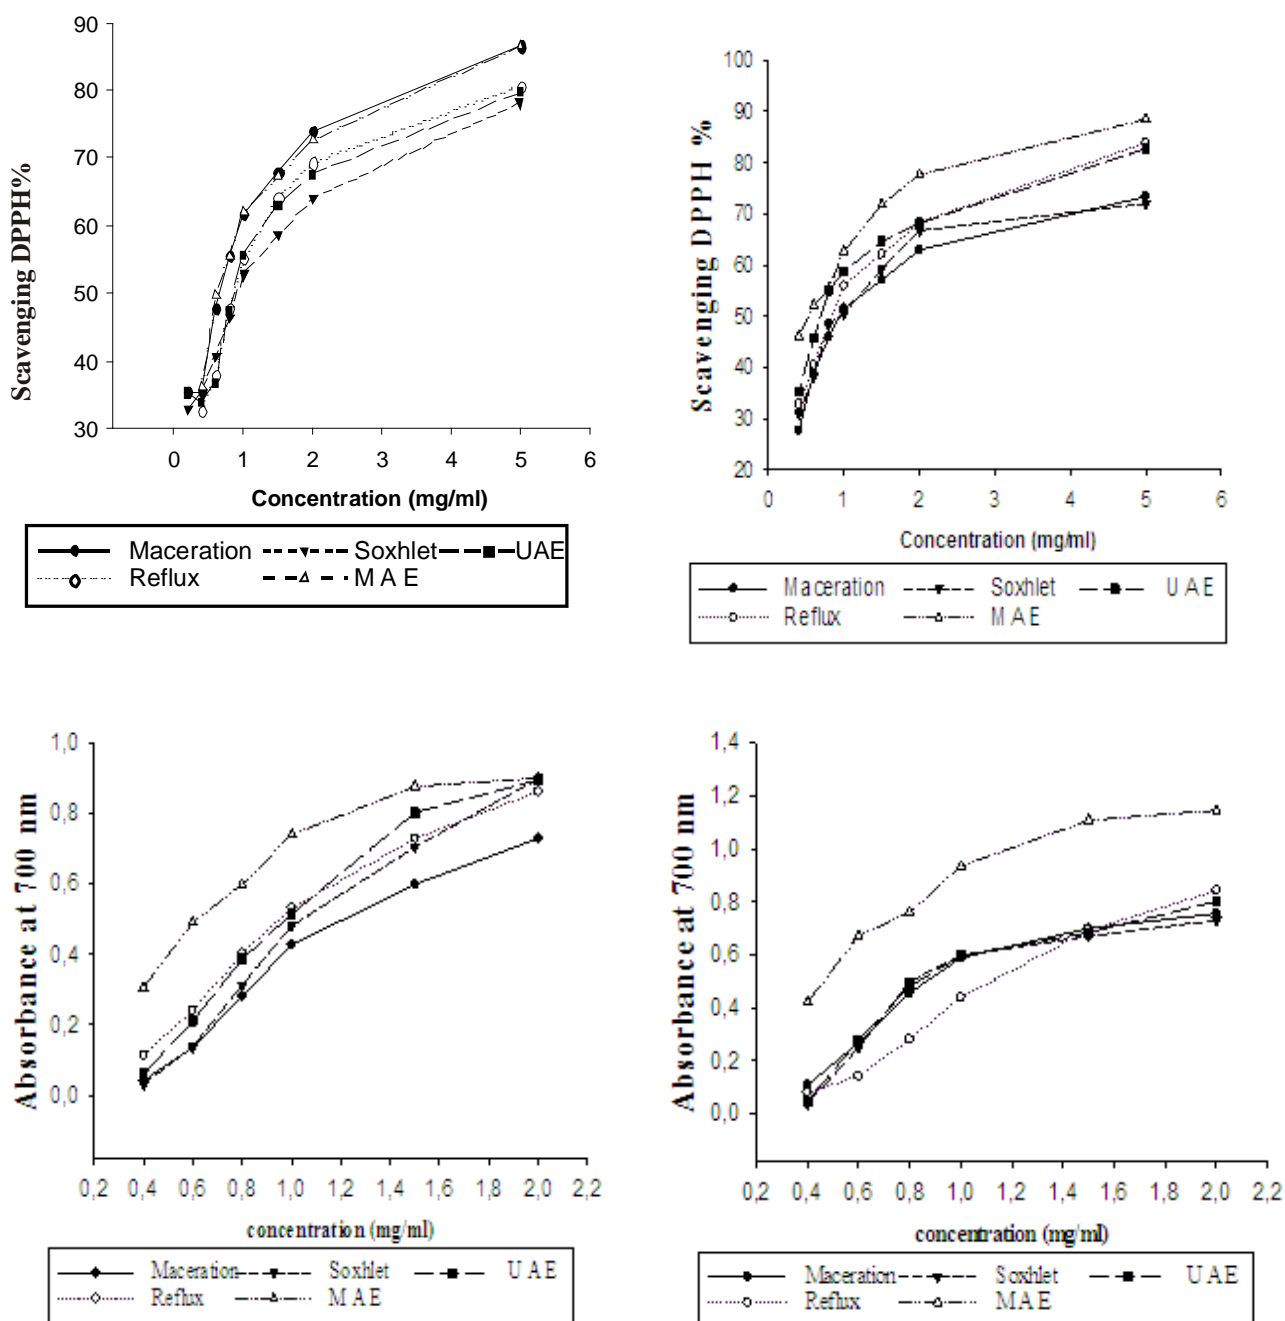 Scavenging DPPH%
90
80
70
60
50
40
30
0 1 2 3 4 5 6
Concentration (mg/ml)
Maceration Soxhlet UAE
Reflux M A E
Scavenging DPPH %
100
90
80
70
60
50
40
30
20
0 1 2 3 4 5 6
Concentration (mg/ml)
Maceration Soxhlet U A E
Reflux M A E
Absorbance at 700 nm
1,0
0,8
0,6
0,4
0,2
0,0
0,2 0,4 0,6 0,8 1,0 1,2 1,4 1,6 1,8 2,0 2,2
concentration (mg/ml)
Maceration Soxhlet U A E
Reflux M A E
Absorbance at 700 nm
1,4
1,2
1,0
0,8
0,6
0,4
0,2
0,0
0,2 0,4 0,6 0,8 1,0 1,2 1,4 1,6 1,8 2,0 2,2
concentration (mg/ml)
Maceration Soxhlet U A E
Reflux M A E